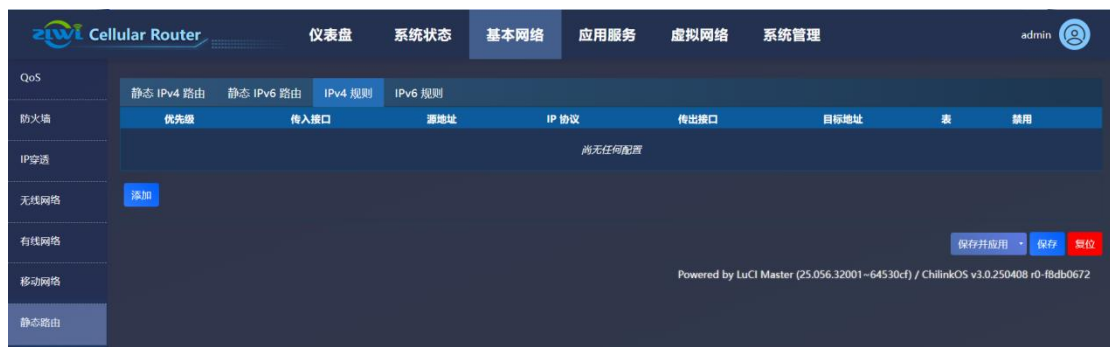 ZIWI Cellular Router 仪表盘 系统状态 基本网络 应用服务 虚拟网络 系统管理 admin
QoS
防火墙
IP穿透
无线网络
有线网络
移动网络
静态路由
静态 IPv4 路由 静态 IPv6 路由 IPv4 规则 IPv6 规则
优先级 传入接口 源地址 IP 协议 传出接口 目标地址 表 禁用
尚无任何配置
添加
保存并应用 保存 复位
Powered by LuCI Master (25.056.32001~64530cf) / ChilinkOS v3.0.250408 r0-f8db0672